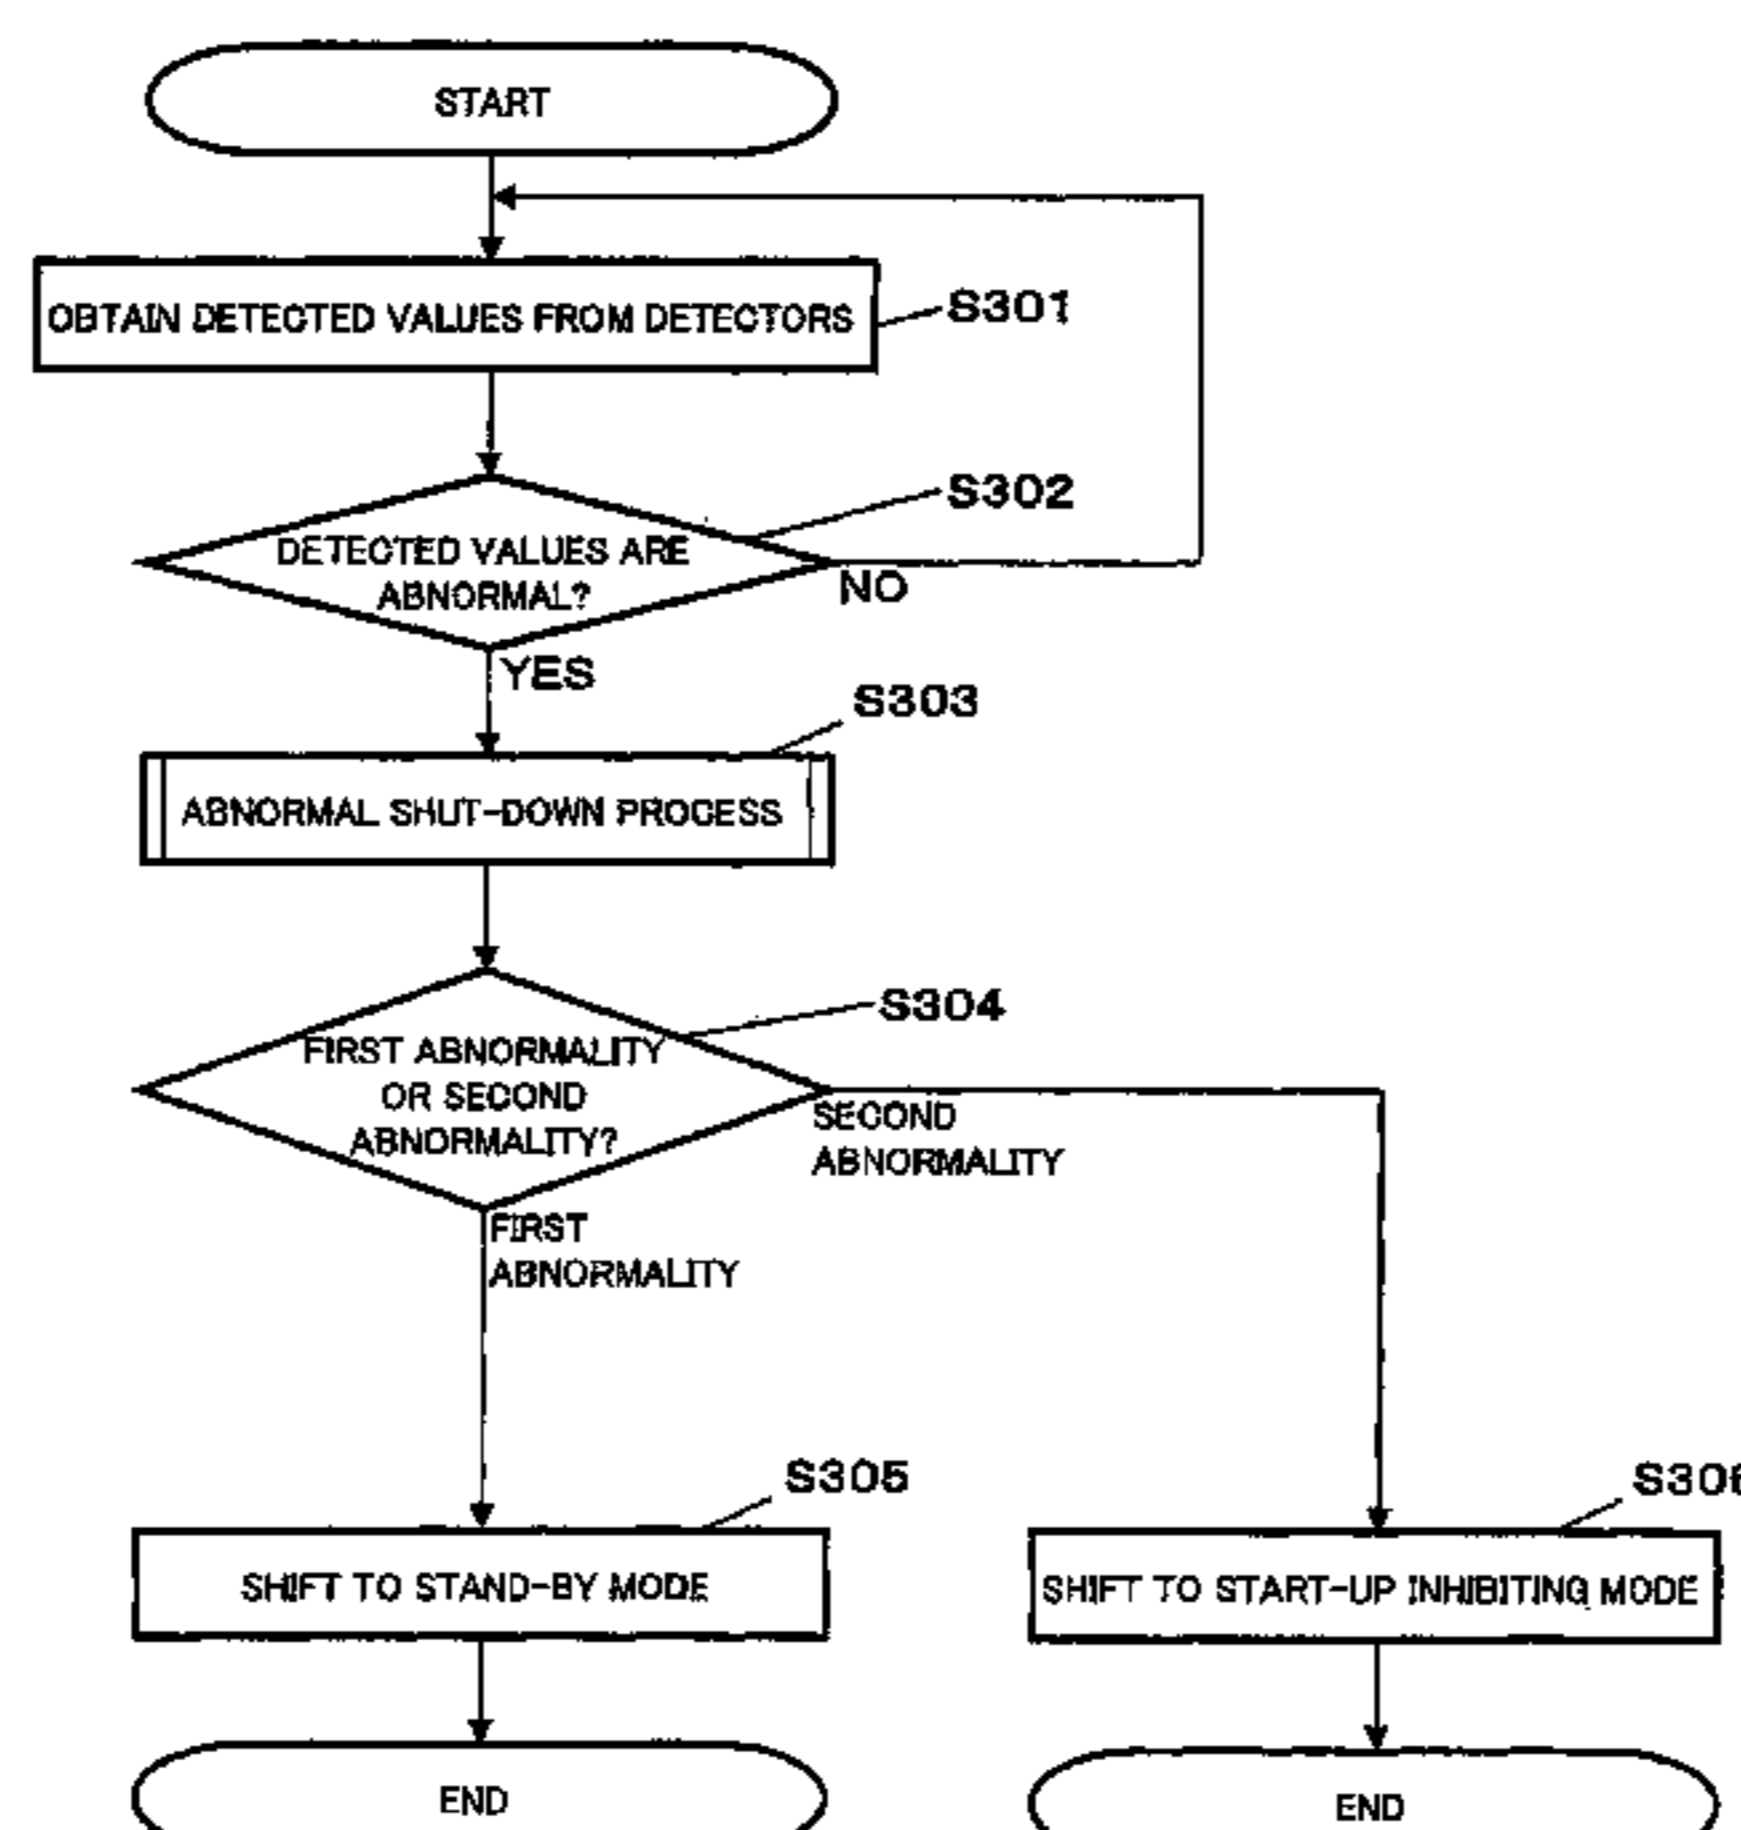 START
OBTAIN DETECTED VALUES FROM DETECTORS
S301
S302
DETECTED VALUES ARE
ABNORMAL?
NO
YES
S303
ABNORMAL SHUT-DOWN PROCESS
S304
FIRST ABNORMALITY
OR SECOND
ABNORMALITY?
SECOND
ABNORMALITY
FIRST
ABNORMALITY
S305
S306
SHIFT TO STAND-BY MODE
SHIFT TO START-UP INHIBITING MODE
END
END